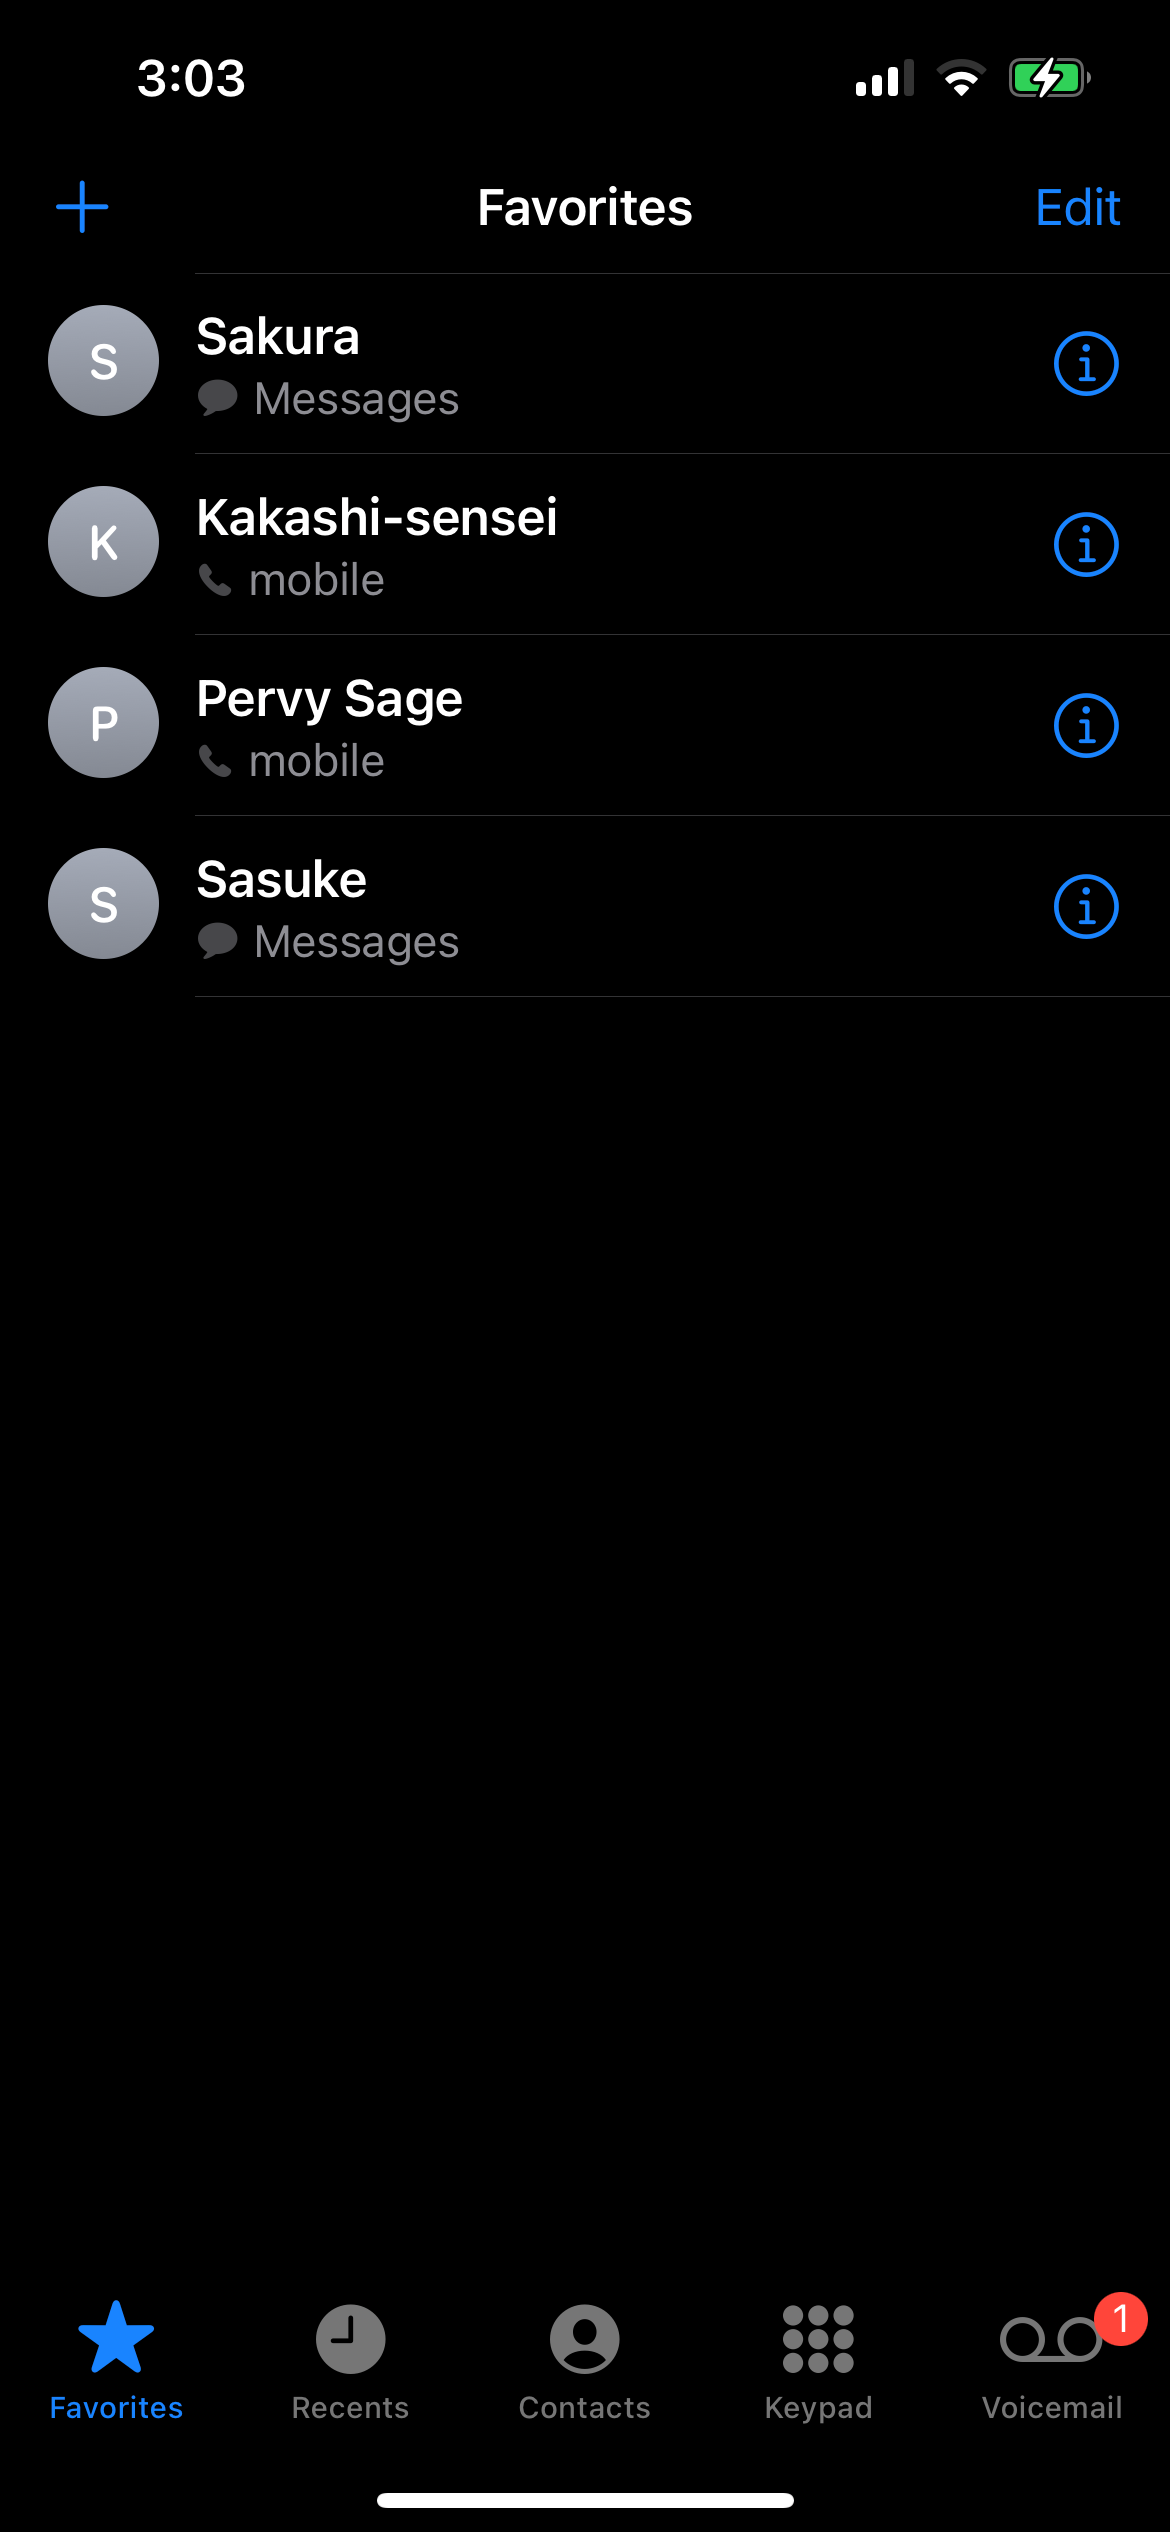 3:03
Favorites
Edit
S
Sakura
Messages
K
Kakashi-sensei
mobile
P
Pervy Sage
mobile
S
Sasuke
Messages
1
Favorites
Recents
Contacts
Keypad
Voicemail